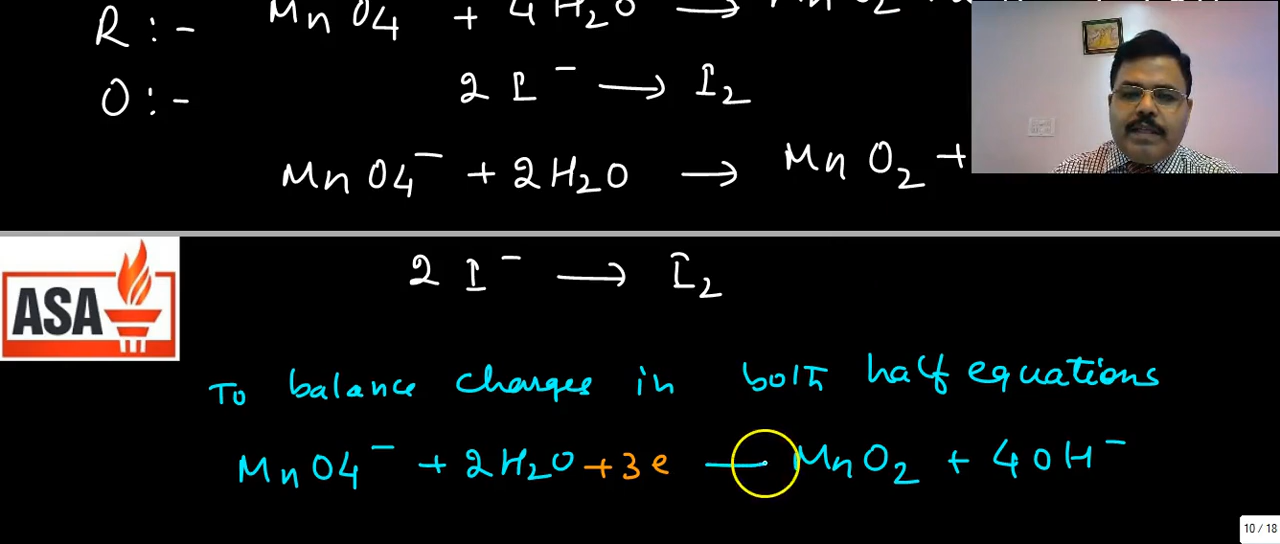 R :- MnO4 + 4H2O →
O :- 2I⁻ → I2
MnO4⁻ + 2H2O → MnO2 +
ASA
2I⁻ → I2
To balance charges in both half equations
MnO4⁻ + 2H2O + 3e — MnO2 + 4OH⁻
10 / 18